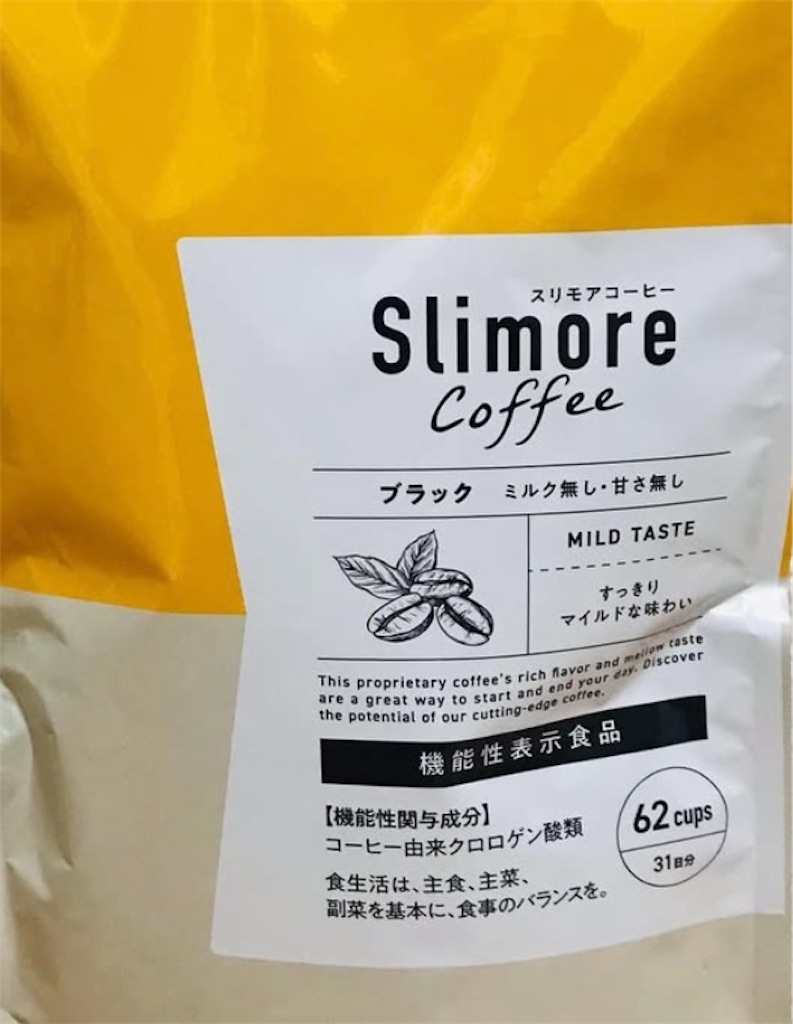 スリモアコーヒー
Slimore
Coffee
ブラック ミルク無し・甘さ無し
MILD TASTE
すっきり
マイルドな味わい
This proprietary coffee's rich flavor and mellow taste
are a great way to start and end your day. Discover
the potential of our cutting-edge coffee.
機能性表示食品
【機能性関与成分】
コーヒー由来クロロゲン酸類
62 cups
31日分
食生活は、主食、主菜、
副菜を基本に、食事のバランスを。